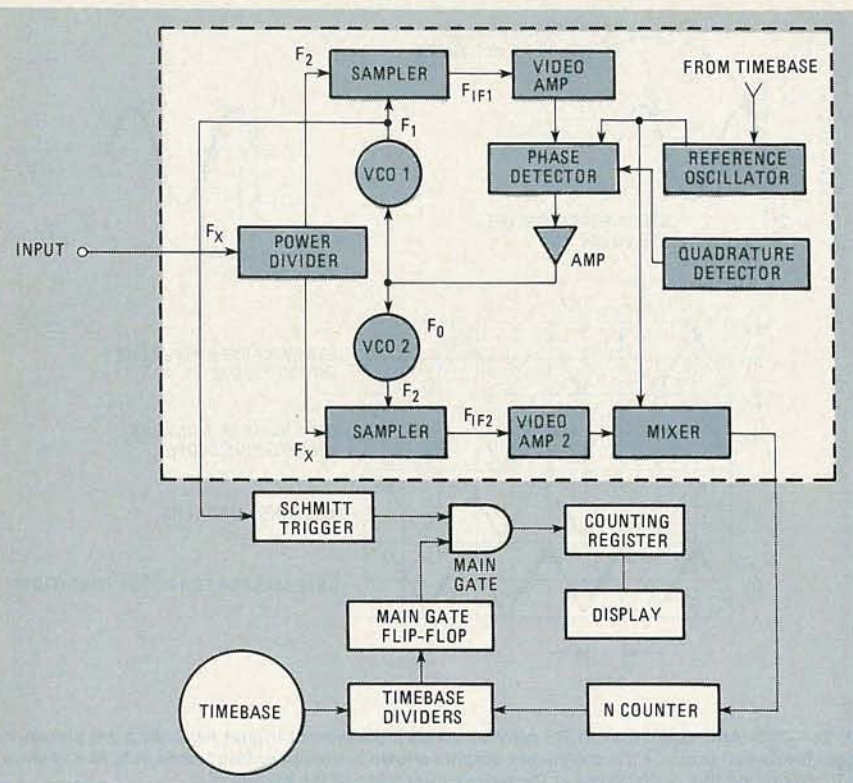 F2
SAMPLER
FIF1
VIDEO
AMP
FROM TIMEBASE
F1
VCO 1
PHASE
DETECTOR
REFERENCE
OSCILLATOR
INPUT
FX
POWER
DIVIDER
AMP
QUADRATURE
DETECTOR
F0
VCO 2
F2
FX
SAMPLER
FIF2
VIDEO
AMP 2
MIXER
SCHMITT
TRIGGER
MAIN
GATE
COUNTING
REGISTER
MAIN GATE
FLIP-FLOP
DISPLAY
TIMEBASE
TIMEBASE
DIVIDERS
N COUNTER